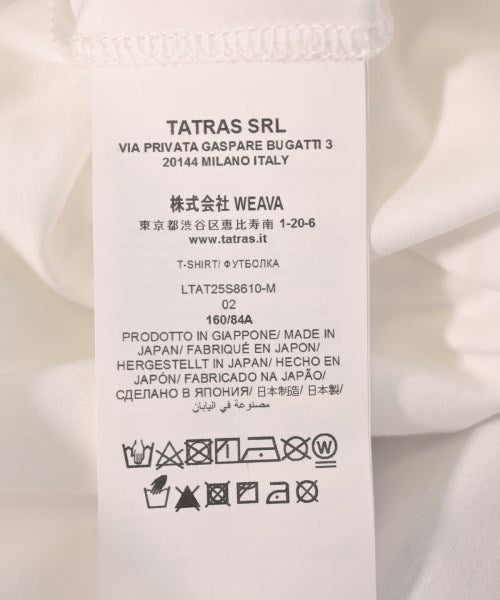 TATRAS SRL
VIA PRIVATA GASPARE BUGATTI 3
20144 MILANO ITALY
株式会社 WEAVA
東京都渋谷区恵比寿南 1-20-6
www.tatras.it
T-SHIRT/ ФУТБОЛКА
LTAT25S8610-M
02
160/84A
PRODOTTO IN GIAPPONE/ MADE IN
JAPAN/ FABRIQUÉ EN JAPON/
HERGESTELLT IN JAPAN/ HECHO EN
JAPÓN/ FABRICADO NA JAPÃO/
СДЕЛАНО В ЯПОНИЯ/ 日本制造/ 日本製/
مصنوعة في اليابان
W